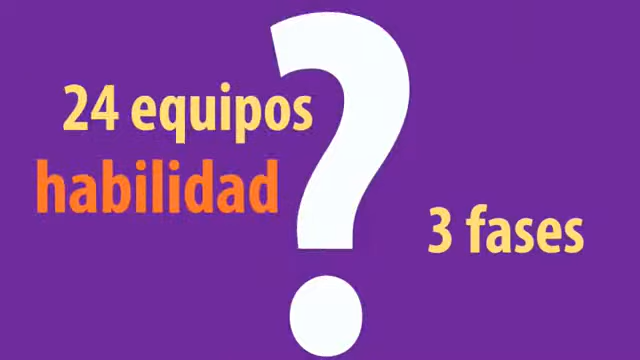 24 equipos
habilidad
?
3 fases